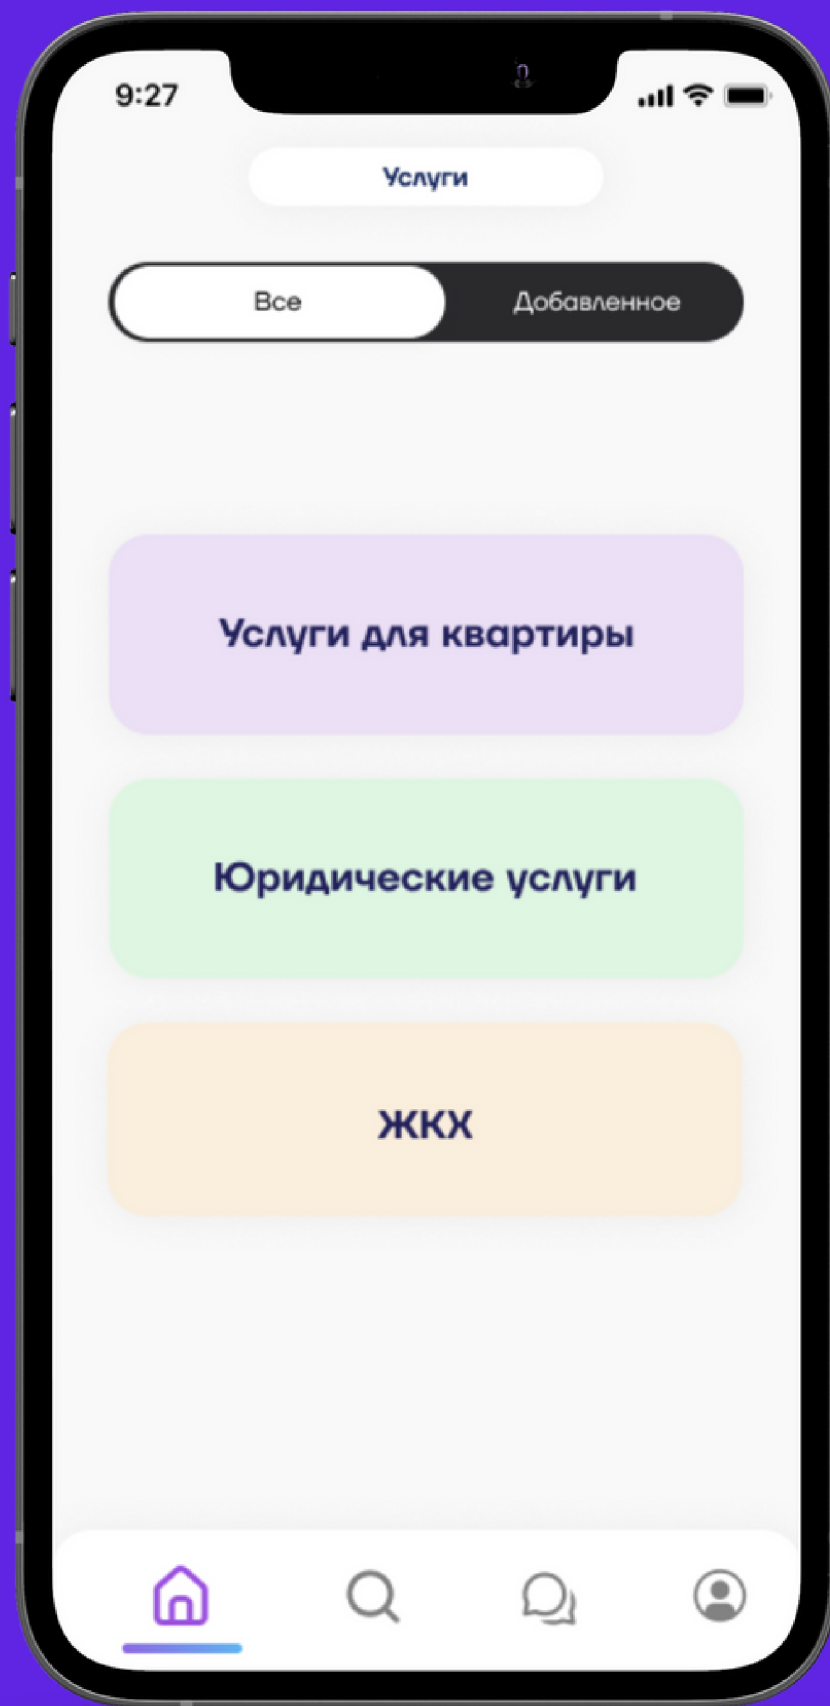 9:27
Услуги
Все
Добавленное
Услуги для квартиры
Юридические услуги
ЖКХ